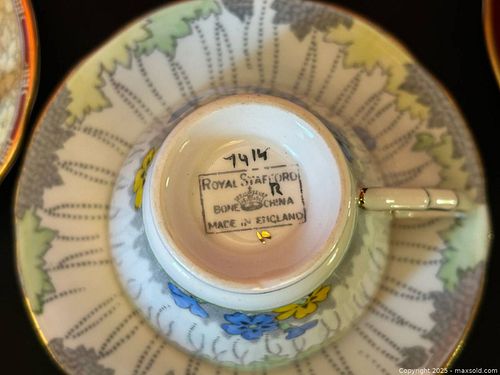 7414
ROYAL STAFFORD
R
BONE CHINA
MADE IN ENGLAND
Copyright 2025 - maxsold.com